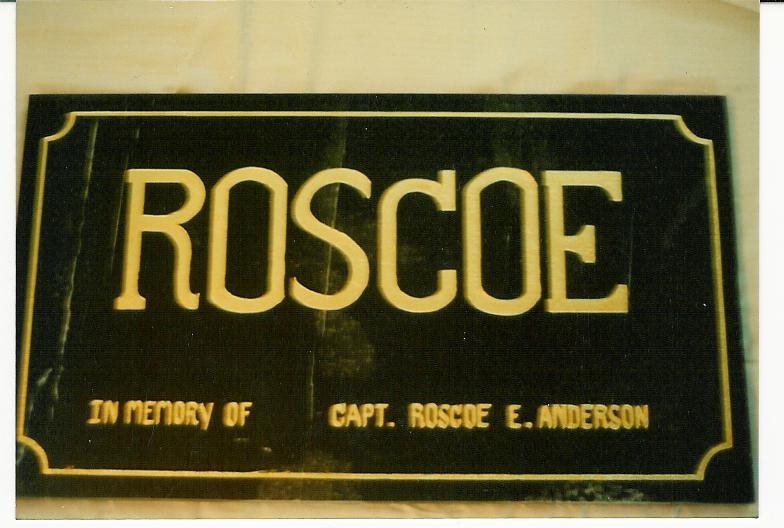 ROSCOE
IN MEMORY OF CAPT. ROSCOE E. ANDERSON